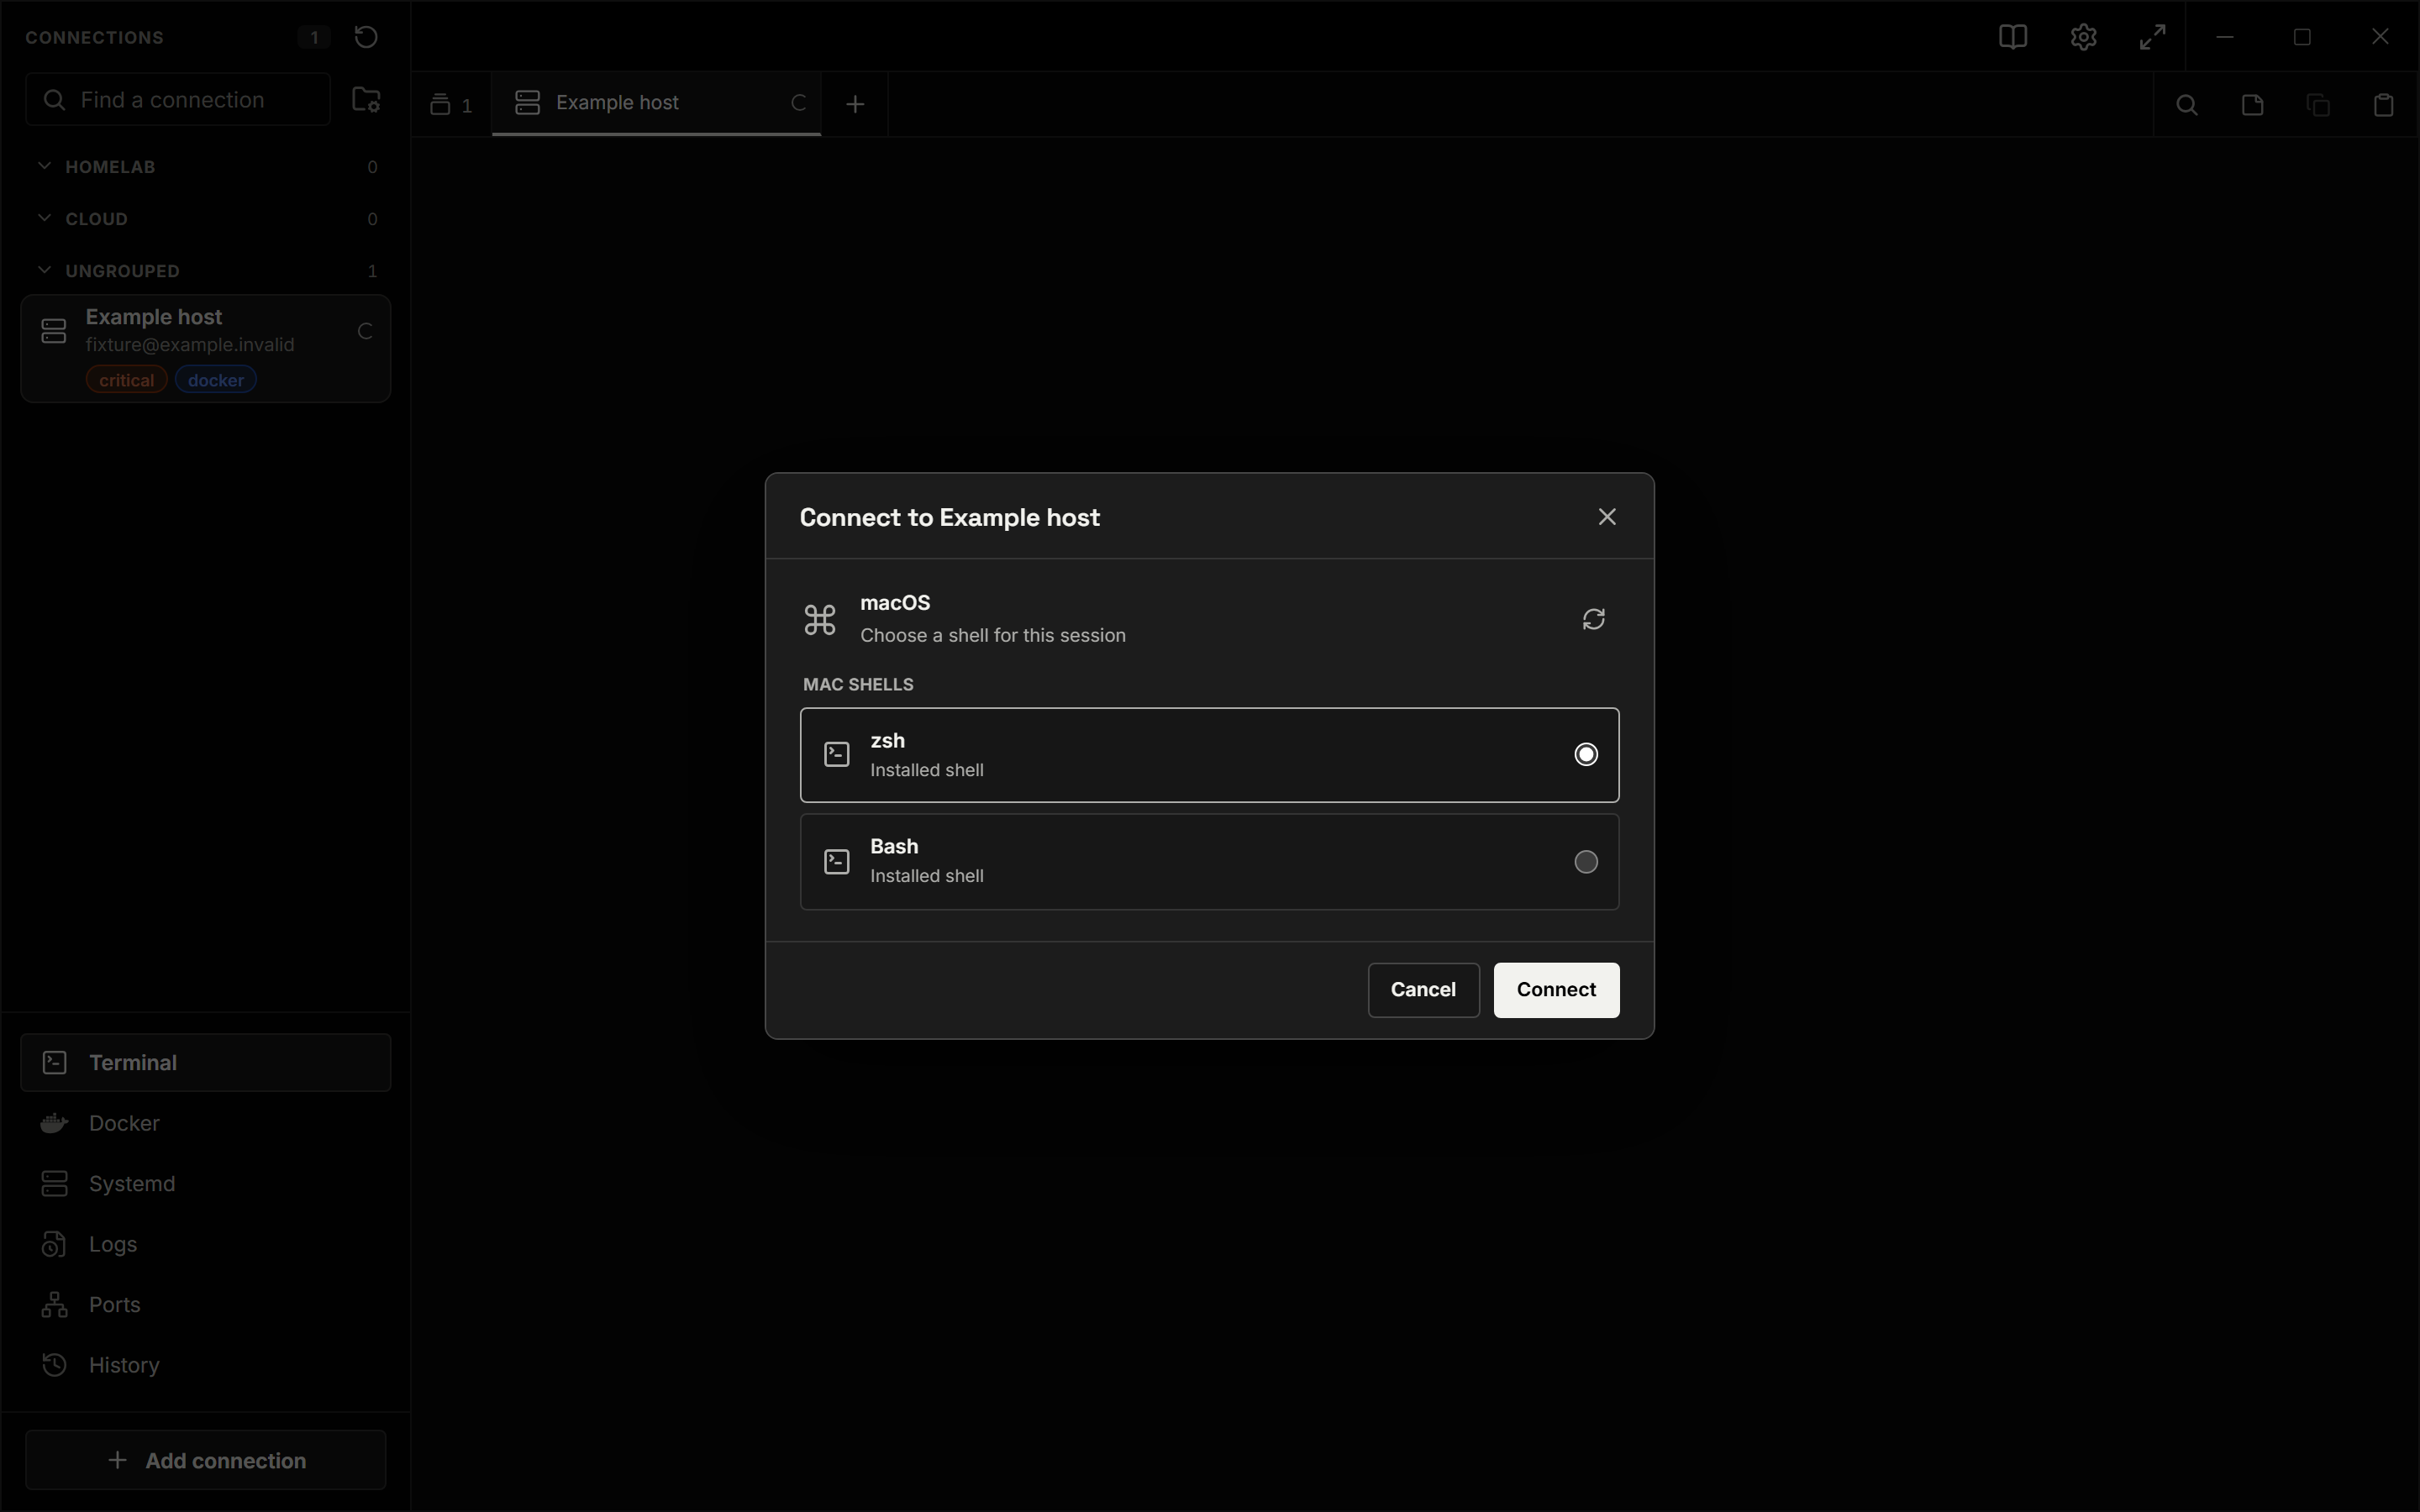 CONNECTIONS 1
Find a connection
HOMELAB 0
CLOUD 0
UNGROUPED 1
Example host
fixture@example.invalid
critical docker
Terminal
Docker
Systemd
Logs
Ports
History
Add connection
1 Example host
Connect to Example host
macOS
Choose a shell for this session
MAC SHELLS
zsh
Installed shell
Bash
Installed shell
Cancel Connect